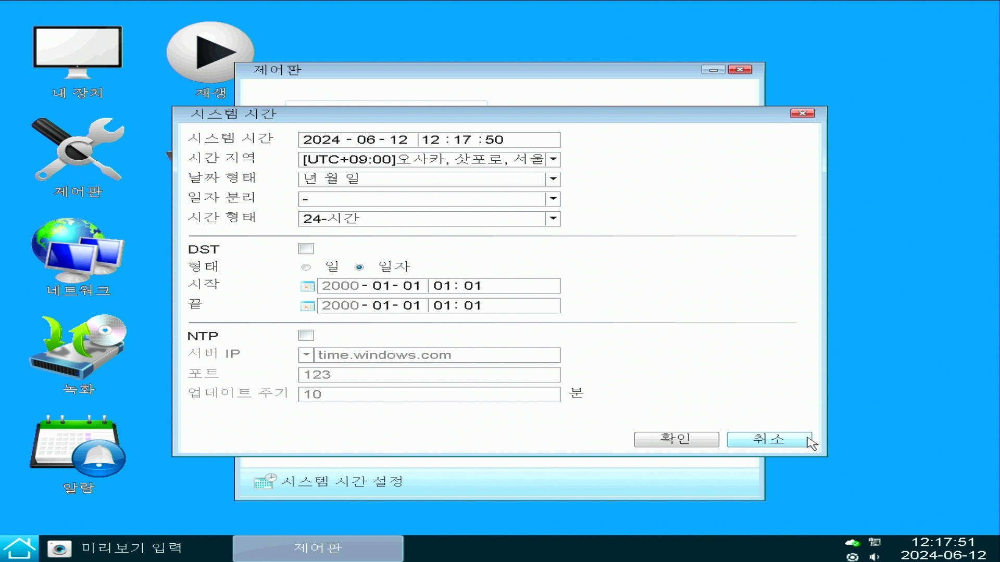 내 장치
재생
제어판
네트워크
녹화
알람
제어판
시스템 시간
시스템 시간 2024 - 06 - 12 12 : 17 : 50
시간 지역 [UTC+09:00]오사카, 삿포로, 서울
날짜 형태 년 월 일
일자 분리 -
시간 형태 24-시간
DST
형태 일 일자
시작 2000 - 01 - 01 01 : 01
끝 2000 - 01 - 01 01 : 01
NTP
서버 IP time.windows.com
포트 123
업데이트 주기 10 분
확인 취소
시스템 시간 설정
미리보기 입력 제어판
12:17:51
2024-06-12